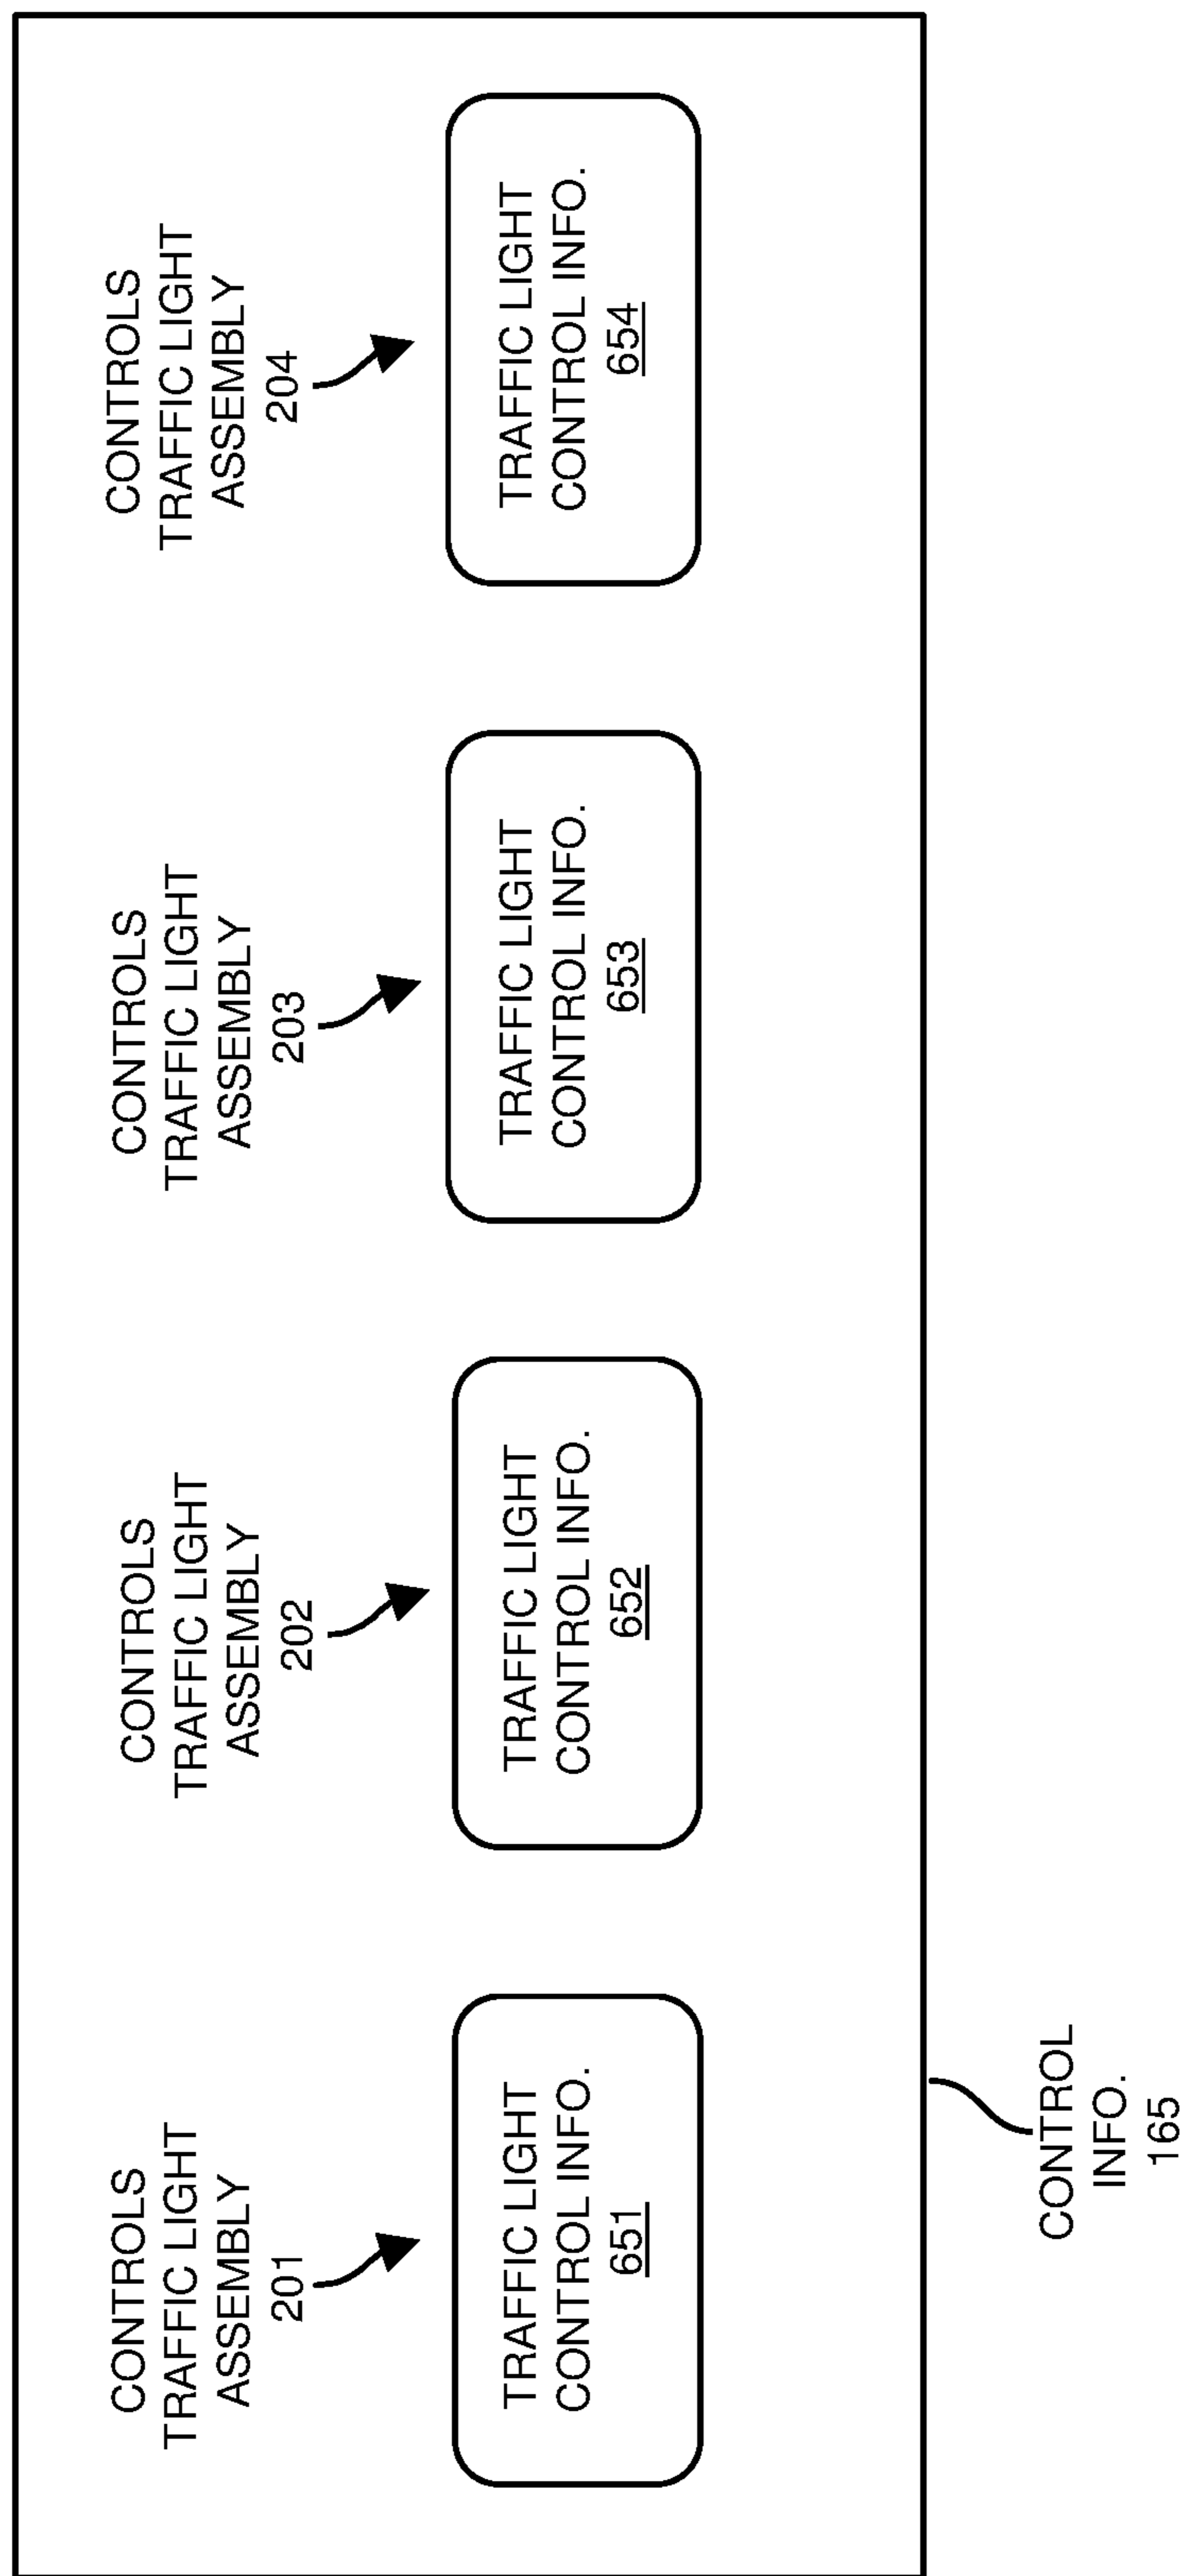 CONTROLS
TRAFFIC LIGHT
ASSEMBLY
201
TRAFFIC LIGHT
CONTROL INFO.
651
CONTROLS
TRAFFIC LIGHT
ASSEMBLY
202
TRAFFIC LIGHT
CONTROL INFO.
652
CONTROLS
TRAFFIC LIGHT
ASSEMBLY
203
TRAFFIC LIGHT
CONTROL INFO.
653
CONTROLS
TRAFFIC LIGHT
ASSEMBLY
204
TRAFFIC LIGHT
CONTROL INFO.
654
CONTROL
INFO.
165